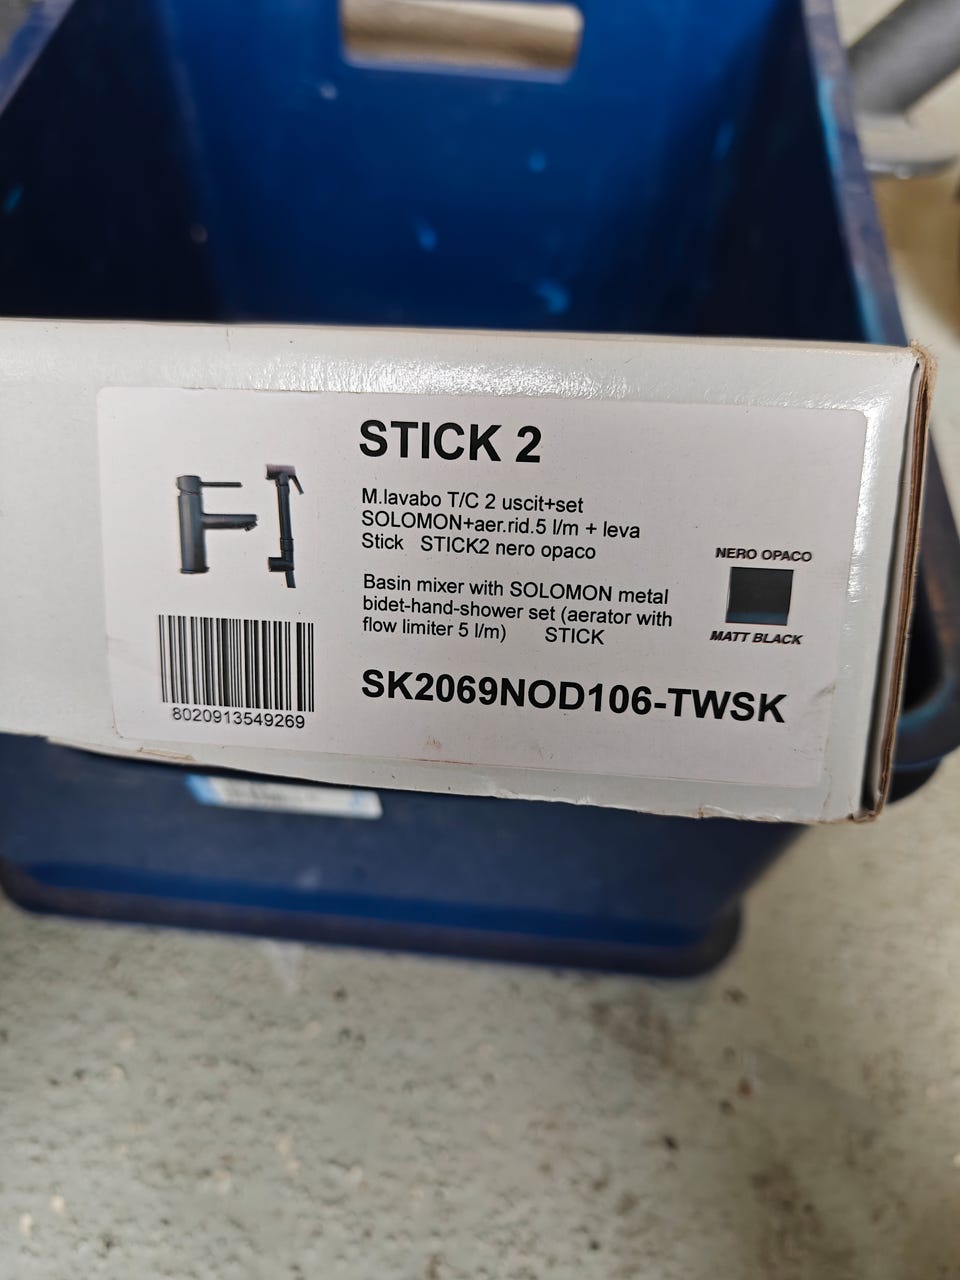 STICK 2
M.lavabo T/C 2 uscit+set
SOLOMON+aer.rid.5 l/m + leva
Stick STICK2 nero opaco
NERO OPACO
Basin mixer with SOLOMON metal
bidet-hand-shower set (aerator with
flow limiter 5 l/m) STICK
MATT BLACK
SK2069NOD106-TWSK
8020913549269